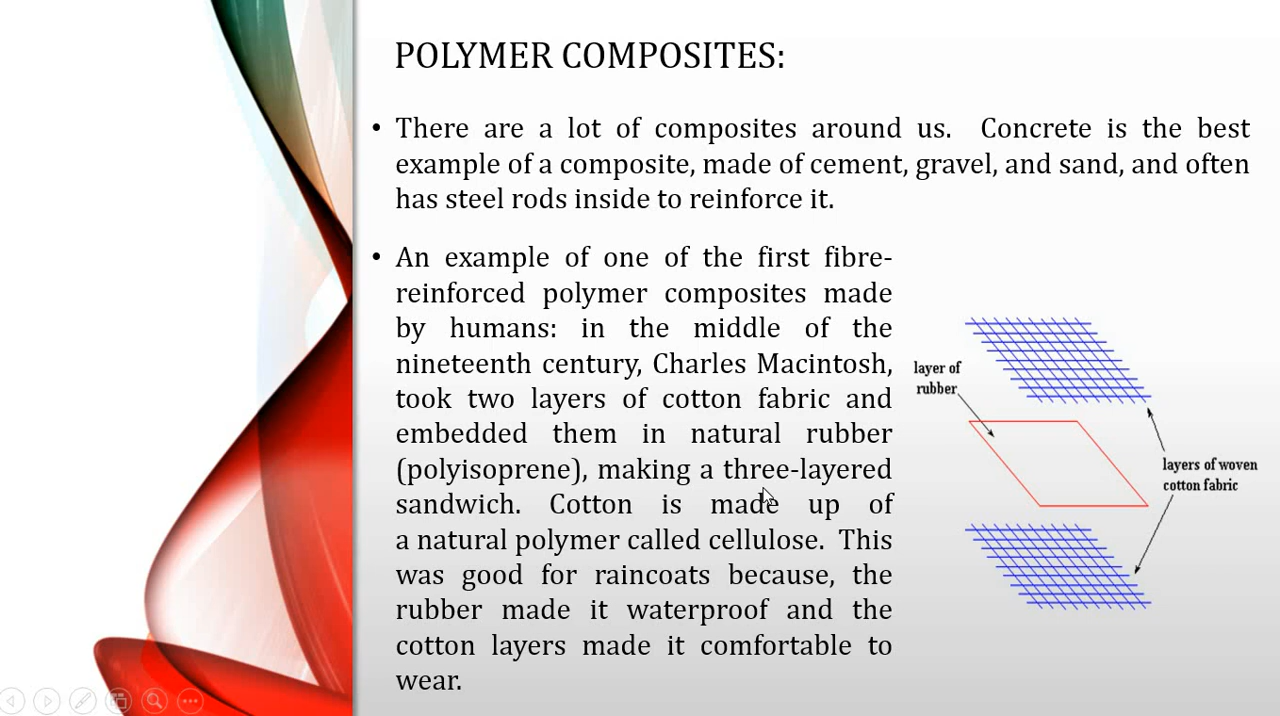 POLYMER COMPOSITES:
• There are a lot of composites around us. Concrete is the best
example of a composite, made of cement, gravel, and sand, and often
has steel rods inside to reinforce it.
• An example of one of the first fibre-
reinforced polymer composites made
by humans: in the middle of the
nineteenth century, Charles Macintosh,
took two layers of cotton fabric and
embedded them in natural rubber
(polyisoprene), making a three-layered
sandwich. Cotton is made up of
a natural polymer called cellulose. This
was good for raincoats because, the
rubber made it waterproof and the
cotton layers made it comfortable to
wear.
layer of
rubber
layers of woven
cotton fabric